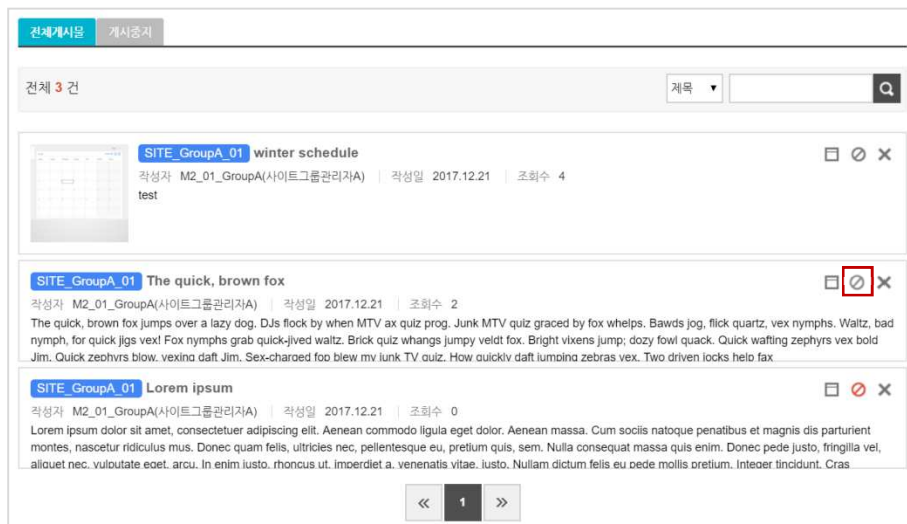 전체게시물 게시중지
전체 3 건 제목
SITE_GroupA_01 winter schedule
작성자 M2_01_GroupA(사이트그룹관리자A) 작성일 2017.12.21 조회수 4
test
SITE_GroupA_01 The quick, brown fox
작성자 M2_01_GroupA(사이트그룹관리자A) 작성일 2017.12.21 조회수 2
The quick, brown fox jumps over a lazy dog. DJs flock by when MTV ax quiz prog. Junk MTV quiz graced by fox whelps. Bawds jog, flick quartz, vex nymphs. Waltz, bad
nymph, for quick jigs vex! Fox nymphs grab quick-jived waltz. Brick quiz whangs jumpy veldt fox. Bright vixens jump; dozy fowl quack. Quick wafting zephyrs vex bold
Jim. Quick zephyrs blow, vexing daft Jim. Sex-charged fop blew my junk TV quiz. How quickly daft jumping zebras vex. Two driven jocks help fax
SITE_GroupA_01 Lorem ipsum
작성자 M2_01_GroupA(사이트그룹관리자A) 작성일 2017.12.21 조회수 0
Lorem ipsum dolor sit amet, consectetuer adipiscing elit. Aenean commodo ligula eget dolor. Aenean massa. Cum sociis natoque penatibus et magnis dis parturient
montes, nascetur ridiculus mus. Donec quam felis, ultricies nec, pellentesque eu, pretium quis, sem. Nulla consequat massa quis enim. Donec pede justo, fringilla vel,
aliquet nec, vulputate eget, arcu. In enim justo, rhoncus ut, imperdiet a, venenatis vitae, justo. Nullam dictum felis eu pede mollis pretium. Integer tincidunt. Cras
« 1 »